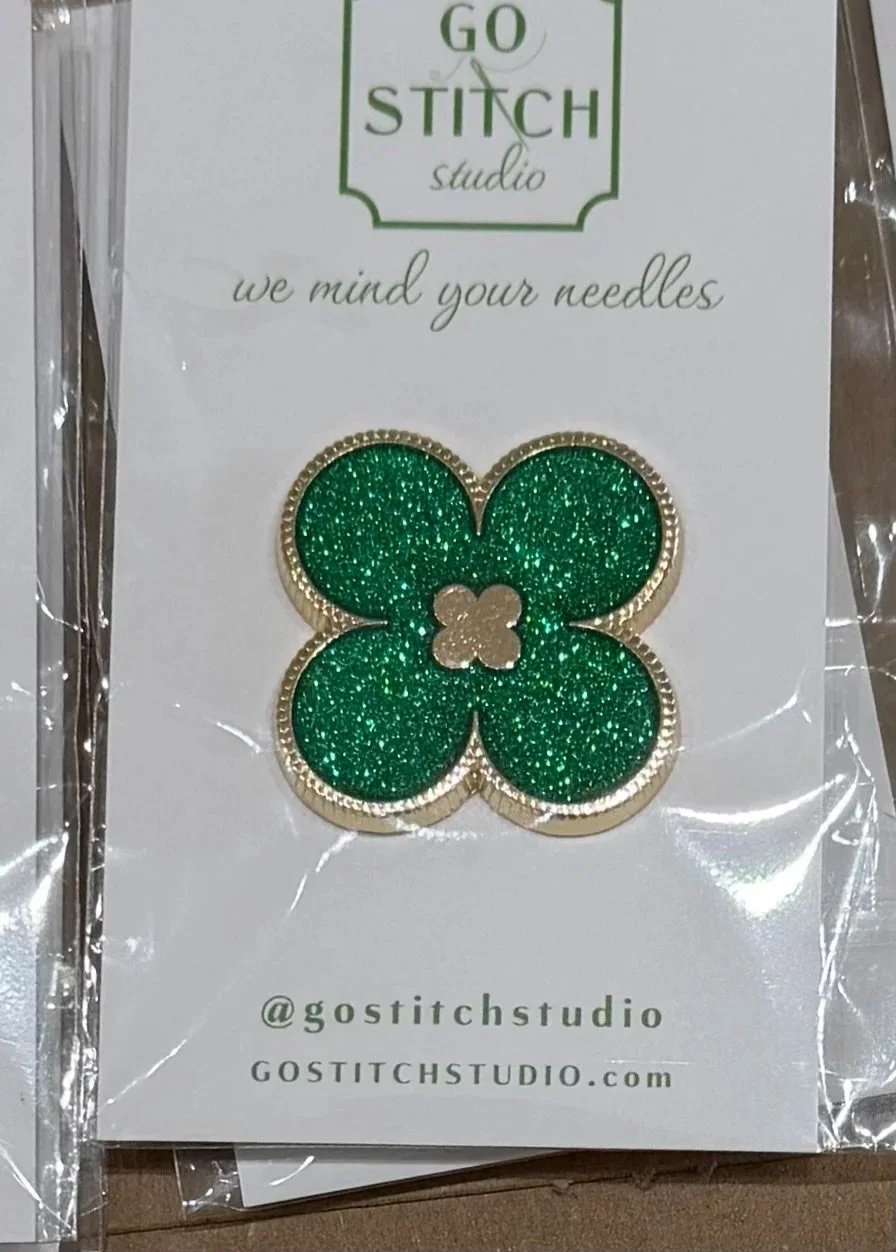 GO
STITCH
studio
we mind your needles
@gostitchstudio
GOSTITCHSTUDIO.com